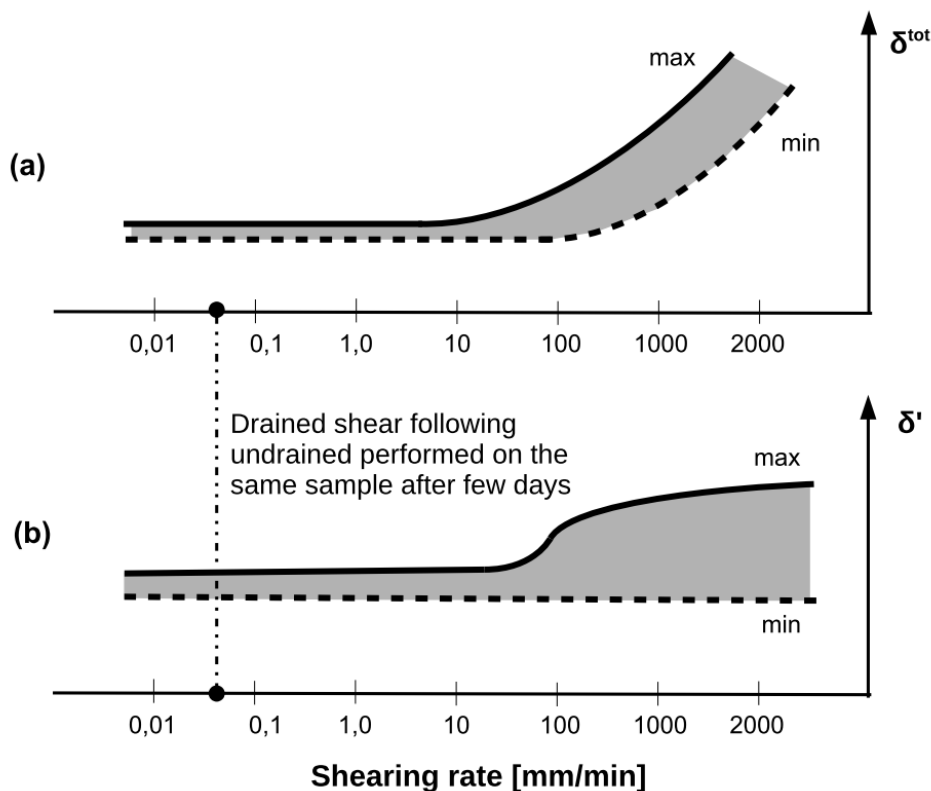 (a)
δtot
max
min
0,01 0,1 1,0 10 100 1000 2000
Drained shear following
undrained performed on the
same sample after few days
δ'
max
(b)
min
0,01 0,1 1,0 10 100 1000 2000
Shearing rate [mm/min]